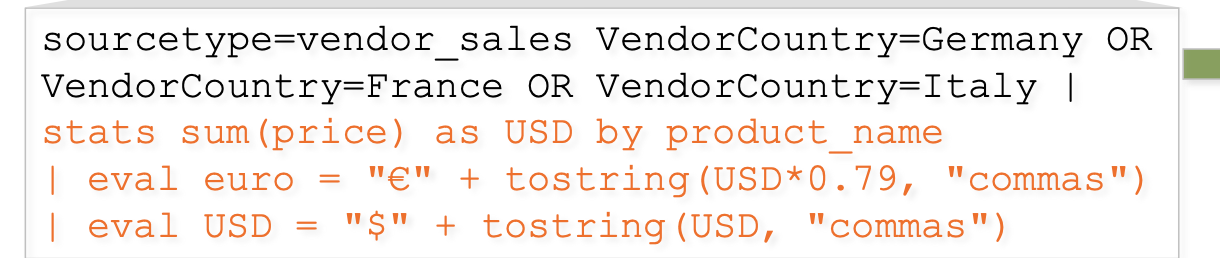 sourcetype=vendor_sales VendorCountry=Germany OR
VendorCountry=France OR VendorCountry=Italy |
stats sum(price) as USD by product_name
| eval euro = "€" + tostring(USD*0.79, "commas")
| eval USD = "$" + tostring(USD, "commas")